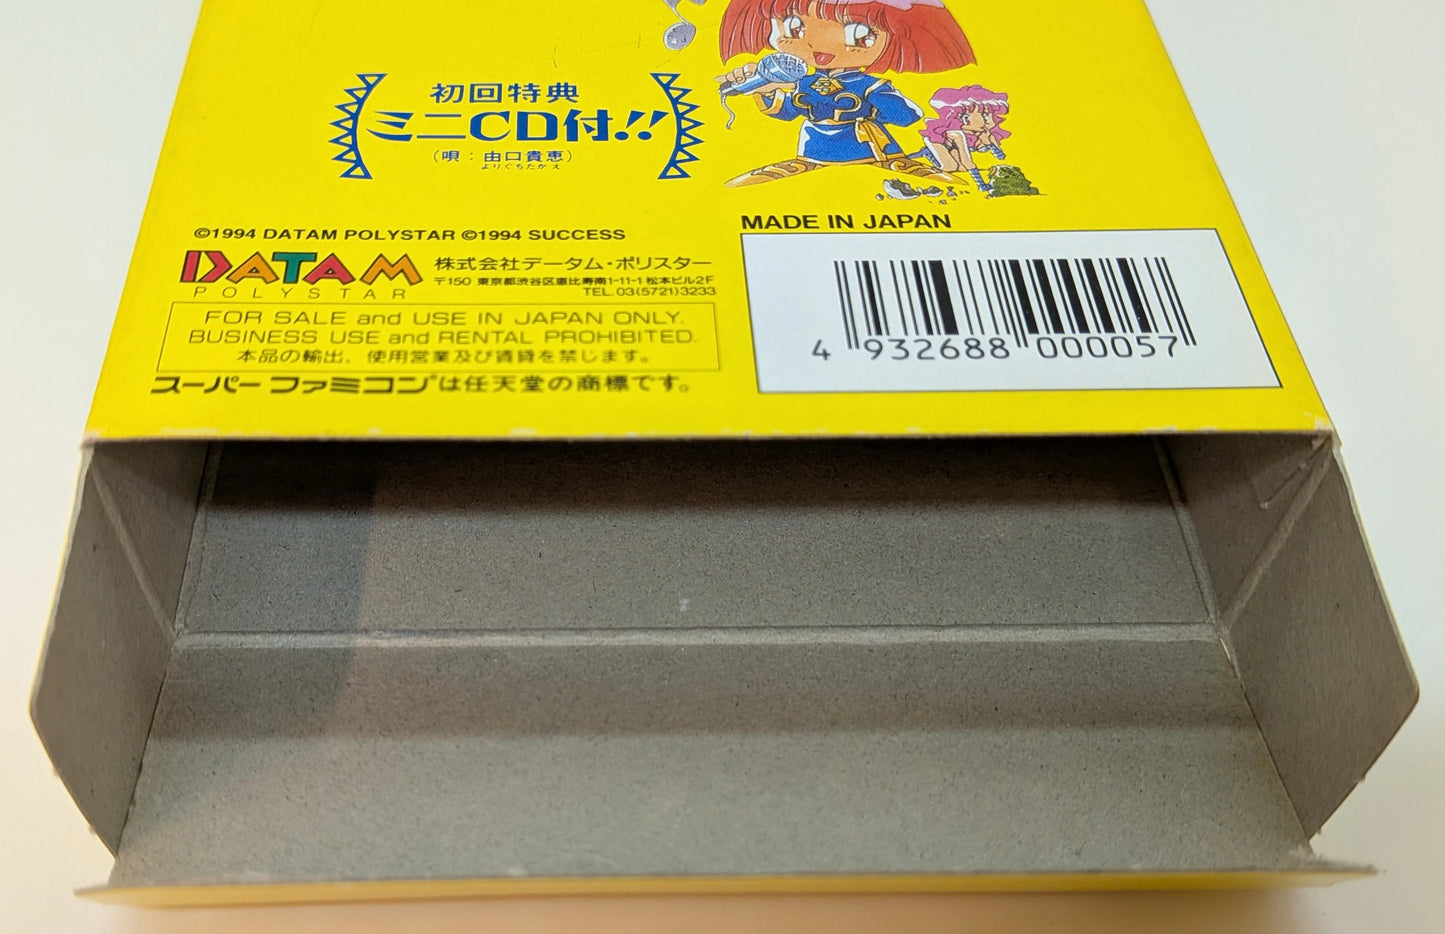 初回特典
ミニCD付!!
(唄：由口貴恵)
よりぐちたかえ
©1994 DATAM POLYSTAR ©1994 SUCCESS
DATAM
POLYSTAR
株式会社データム・ポリスター
〒150 東京都渋谷区恵比寿南1-11-1 松本ビル2F
TEL.03(5721)3233
FOR SALE and USE IN JAPAN ONLY.
BUSINESS USE and RENTAL PROHIBITED.
本品の輸出、使用営業及び賃貸を禁じます。
スーパーファミコン®は任天堂の商標です。
MADE IN JAPAN
4 932688 000057